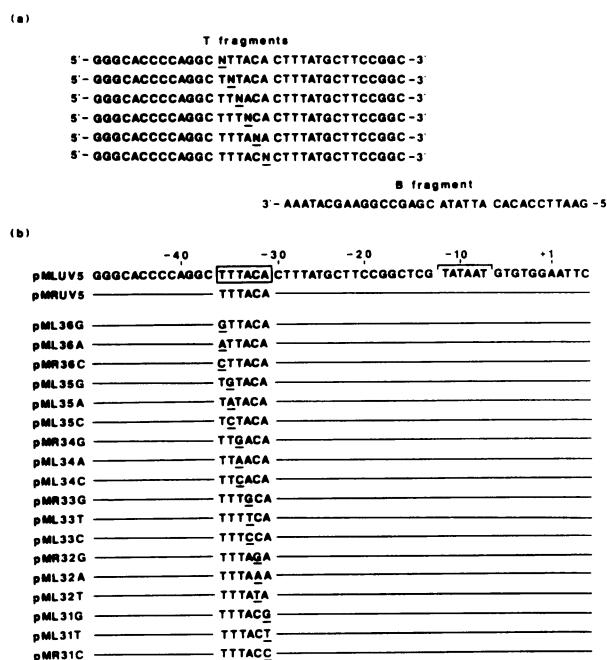 (a)
T fragments
5'- GGGCACCCCAGGC NTTACA CTTTATGCTTCCGGC -3'
5'- GGGCACCCCAGGC TNTACA CTTTATGCTTCCGGC -3'
5'- GGGCACCCCAGGC TTNACA CTTTATGCTTCCGGC -3'
5'- GGGCACCCCAGGC TTTNCA CTTTATGCTTCCGGC -3'
5'- GGGCACCCCAGGC TTTANA CTTTATGCTTCCGGC -3'
5'- GGGCACCCCAGGC TTTACN CTTTATGCTTCCGGC -3'
B fragment
3'- AAATACGAAGGCCGAGC ATATTA CACACCTTAAG -5
(b)
-40 -30 -20 -10 +1
pMLUV5 GGGCACCCCAGGC TTTACA CTTTATGCTTCCGGCTCG TATAAT GTGTGGAATTC
pMRUV5 TTTACA
pML36G GTTACA
pML36A ATTACA
pMR36C CTTACA
pML35G TGTACA
pML35A TATACA
pML35C TCTACA
pMR34G TTGACA
pML34A TTAACA
pML34C TTCACA
pMR33G TTTGCA
pML33T TTTTCA
pML33C TTTCCA
pMR32G TTTAGA
pML32A TTTAAA
pML32T TTTATA
pML31G TTTACG
pML31T TTTACT
pMR31C TTTACC